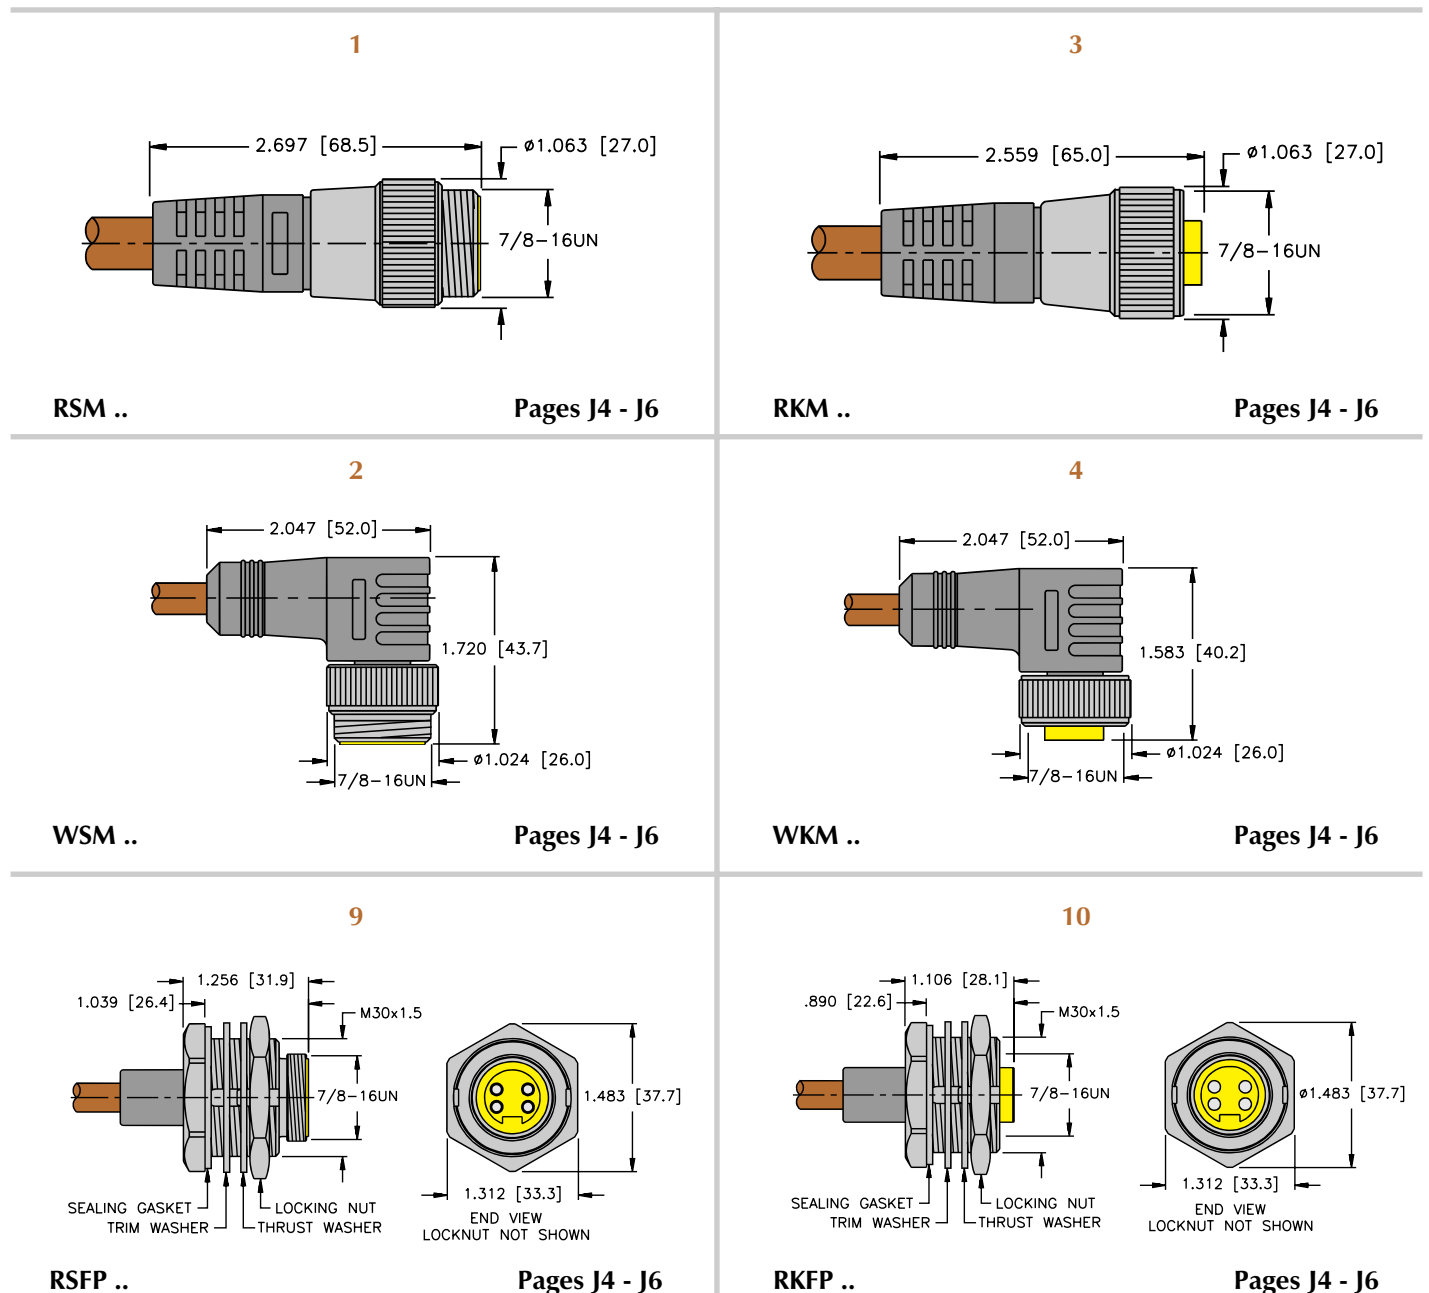 1
2.697 [68.5]
ø1.063 [27.0]
7/8-16UN
RSM ..
Pages J4 - J6
3
2.559 [65.0]
ø1.063 [27.0]
7/8-16UN
RKM ..
Pages J4 - J6
2
2.047 [52.0]
1.720 [43.7]
ø1.024 [26.0]
7/8-16UN
WSM ..
Pages J4 - J6
4
2.047 [52.0]
1.583 [40.2]
ø1.024 [26.0]
7/8-16UN
WKM ..
Pages J4 - J6
9
1.256 [31.9]
1.039 [26.4]
M30x1.5
7/8-16UN
1.483 [37.7]
1.312 [33.3]
SEALING GASKET
LOCKING NUT
TRIM WASHER
THRUST WASHER
END VIEW
LOCKNUT NOT SHOWN
RSFP ..
Pages J4 - J6
10
1.106 [28.1]
.890 [22.6]
M30x1.5
7/8-16UN
ø1.483 [37.7]
1.312 [33.3]
SEALING GASKET
LOCKING NUT
TRIM WASHER
THRUST WASHER
END VIEW
LOCKNUT NOT SHOWN
RKFP ..
Pages J4 - J6